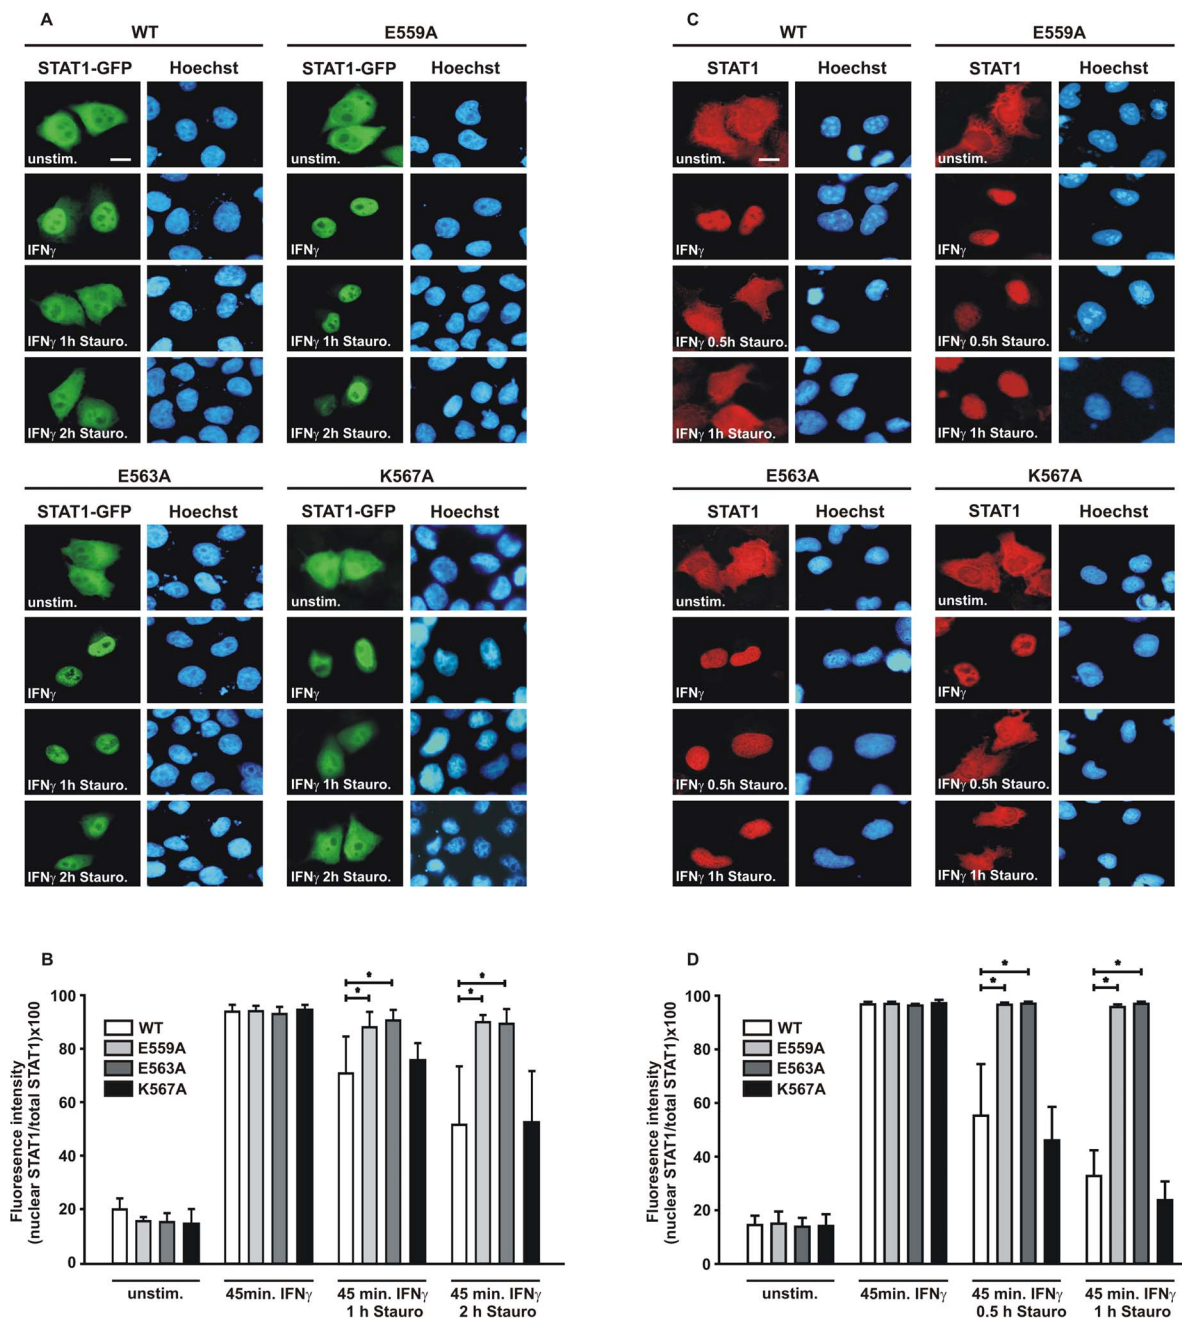 A
WT
E559A
STAT1-GFP
Hoechst
STAT1-GFP
Hoechst
unstim.
unstim.
IFNγ
IFNγ
IFNγ 1h Stauro.
IFNγ 1h Stauro.
IFNγ 2h Stauro.
IFNγ 2h Stauro.
E563A
K567A
STAT1-GFP
Hoechst
STAT1-GFP
Hoechst
unstim.
unstim.
IFNγ
IFNγ
IFNγ 1h Stauro.
IFNγ 1h Stauro.
IFNγ 2h Stauro.
IFNγ 2h Stauro.
C
WT
E559A
STAT1
Hoechst
STAT1
Hoechst
unstim.
unstim.
IFNγ
IFNγ
IFNγ 0.5h Stauro.
IFNγ 0.5h Stauro.
IFNγ 1h Stauro.
IFNγ 1h Stauro.
E563A
K567A
STAT1
Hoechst
STAT1
Hoechst
unstim.
unstim.
IFNγ
IFNγ
IFNγ 0.5h Stauro.
IFNγ 0.5h Stauro.
IFNγ 1h Stauro.
IFNγ 1h Stauro.
B
Fluoresence intensity
(nuclear STAT1/total STAT1)x100
100
80
60
40
20
0
WT
E559A
E563A
K567A
*
*
*
*
unstim.
45min. IFNγ
45 min. IFNγ
1 h Stauro
45 min. IFNγ
2 h Stauro
D
Fluoresence intensity
(nuclear STAT1/total STAT1)x100
100
80
60
40
20
0
WT
E559A
E563A
K567A
*
*
*
*
unstim.
45min. IFNγ
45 min. IFNγ
0.5 h Stauro
45 min. IFNγ
1 h Stauro